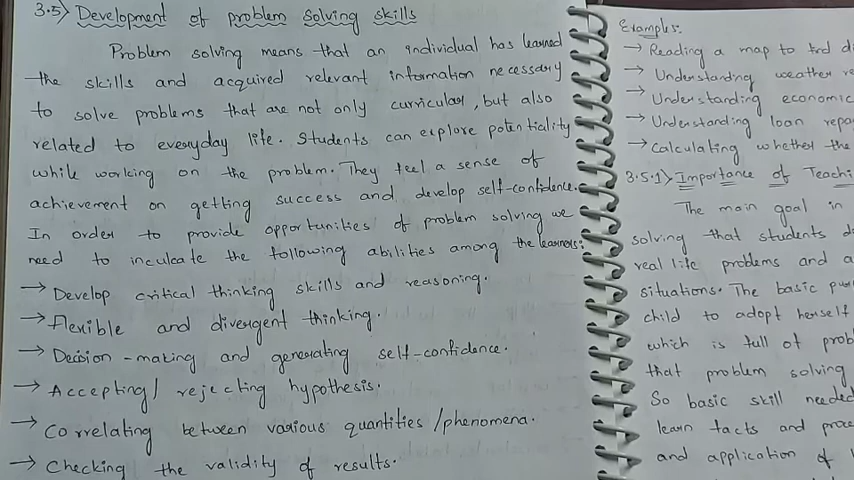 3.5) Development of problem solving skills
Problem solving means that an individual has learned
the skills and acquired relevant information necessary
to solve problems that are not only curricular, but also
related to everyday life. Students can explore potentiality
while working on the problem. They feel a sense of
achievement on getting success and develop self-confidence.
In order to provide opportunities of problem solving we
need to inculcate the following abilities among the learners:
→ Develop critical thinking skills and reasoning.
→ Flexible and divergent thinking.
→ Decision-making and generating self-confidence.
→ Accepting/rejecting hypothesis.
→ Correlating between various quantities/phenomena.
→ Checking the validity of results.
Examples:
→ Reading a map to find
→ Understanding weather
→ Understanding economic
→ Understanding loan
→ Calculating whether the
3.5.1) Importance of
The main goal in
solving that students
real life problems and
situations. The basic
child to adopt herself
which is full of
that problem solving
So basic skill needed
learn facts and
and application of